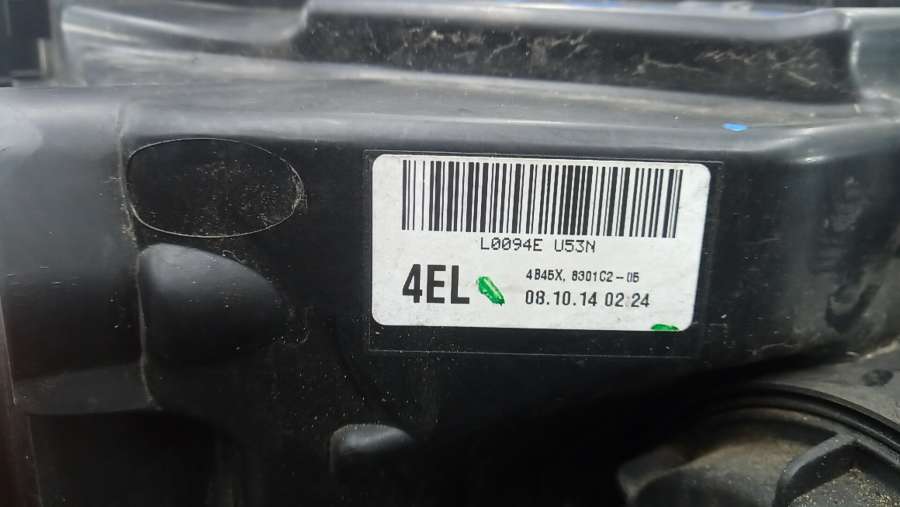 L0094E U53N
4B45X, 8301C2-05
4EL
08.10.14 02:24